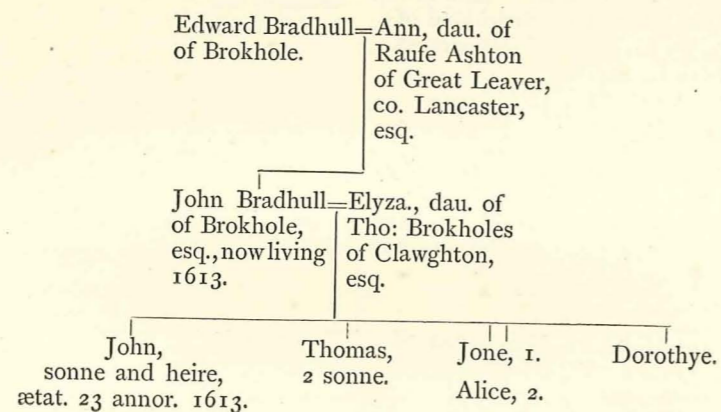 Edward Bradhull=Ann, dau. of
of Brokhole. Raufe Ashton
of Great Leaver,
co. Lancaster,
esq.
John Bradhull=Elyza., dau. of
of Brokhole, Tho: Brokholes
esq., now living of Clawghton,
1613. esq.
John, Thomas, Jone, 1. Dorothye.
sonne and heire, 2 sonne. Alice, 2.
ætat. 23 annor. 1613.